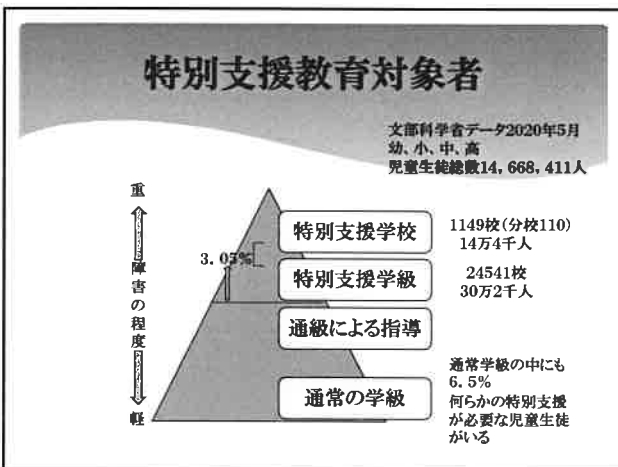 特別支援教育対象者
文部科学省データ2020年5月
幼、小、中、高
児童生徒総数14,668,411人
重
障害の程度
軽
3.05%
特別支援学校
1149校(分校110)
14万4千人
特別支援学級
24541校
30万2千人
通級による指導
通常の学級
通常学級の中にも
6.5%
何らかの特別支援
が必要な児童生徒
がいる